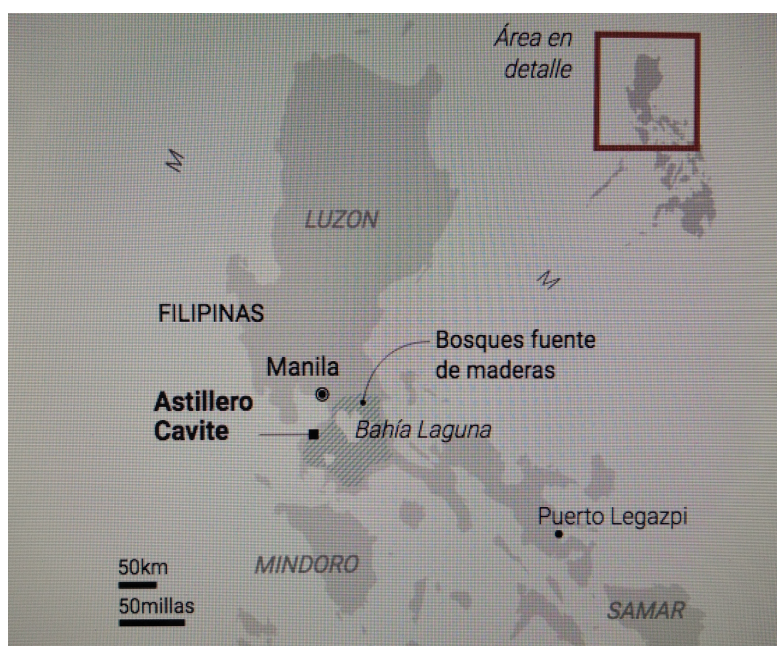 Área en
detalle
M
LUZON
M
FILIPINAS
Bosques fuente
de maderas
Manila
Astillero
Cavite
Bahía Laguna
Puerto Legazpi
50km
MINDORO
50millas
SAMAR